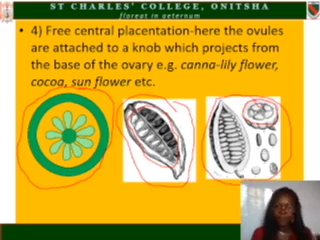 ST CHARLES' COLLEGE, ONITSHA
floreat in aeternum
• 4) Free central placentation-here the ovules
are attached to a knob which projects from
the base of the ovary e.g. canna-lily flower,
cocoa, sun flower etc.